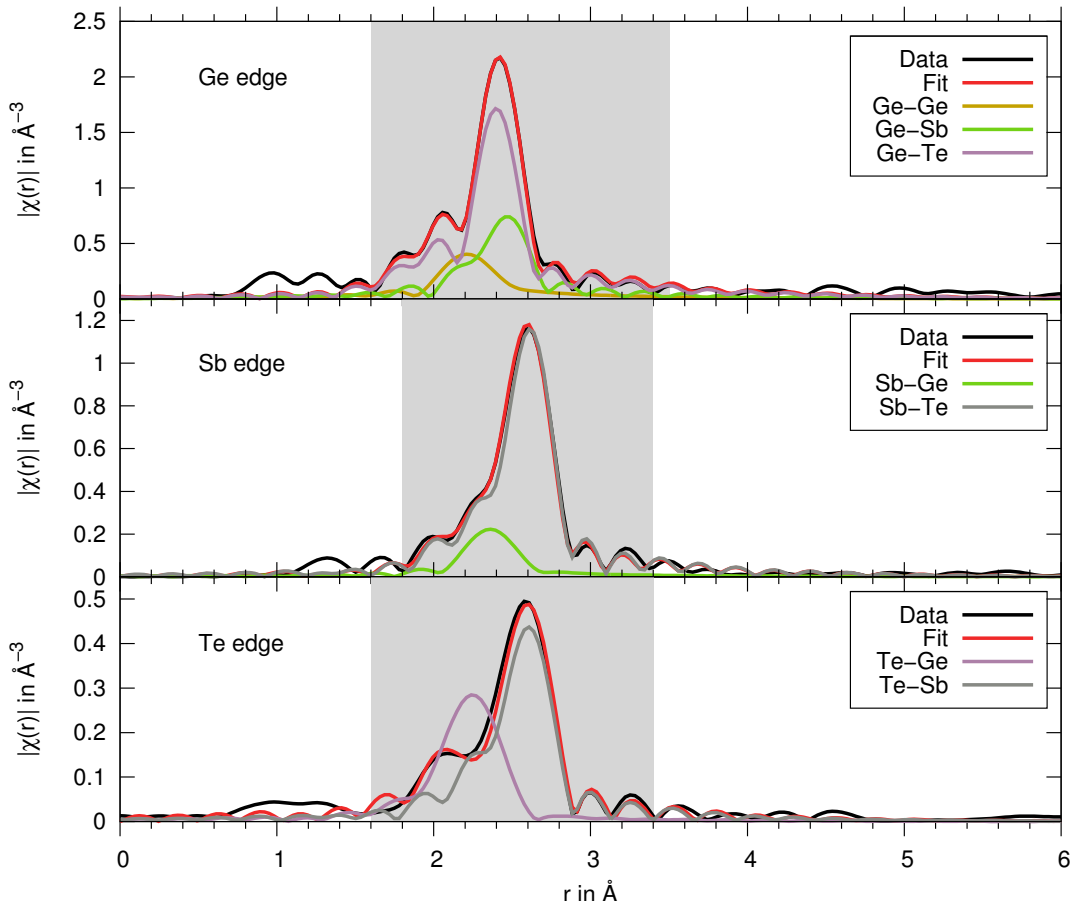 2.5
2
1.5
1
0.5
0
|χ(r)| in Å⁻³
Ge edge
Data
Fit
Ge−Ge
Ge−Sb
Ge−Te
1.2
1
0.8
0.6
0.4
0.2
0
|χ(r)| in Å⁻³
Sb edge
Data
Fit
Sb−Ge
Sb−Te
0.5
0.4
0.3
0.2
0.1
0
|χ(r)| in Å⁻³
Te edge
Data
Fit
Te−Ge
Te−Sb
0 1 2 3 4 5 6
r in Å